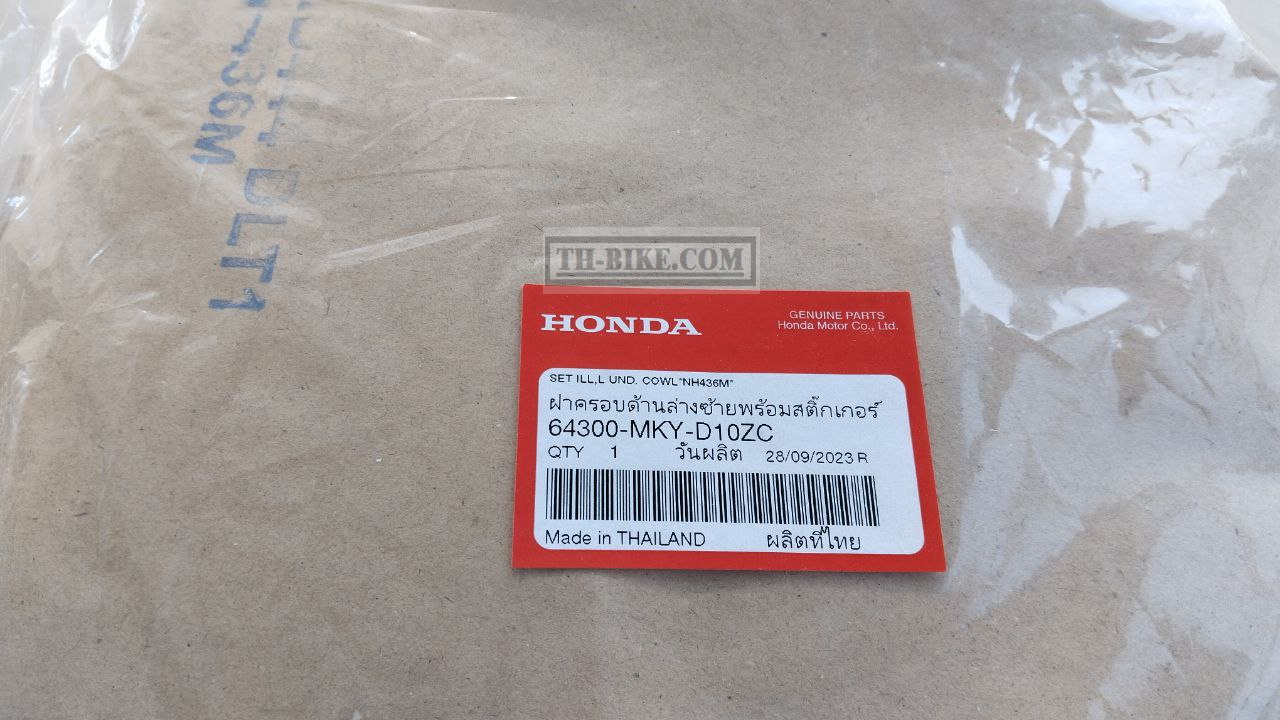 DLT1
36M
TH-BIKE.COM
HONDA
GENUINE PARTS
Honda Motor Co., Ltd.
SET ILL,L UND. COWL"NH436M"
ฝาครอบด้านล่างซ้ายพร้อมสติ๊กเกอร์
64300-MKY-D10ZC
QTY 1 วันผลิต 28/09/2023 R
Made in THAILAND ผลิตที่ไทย